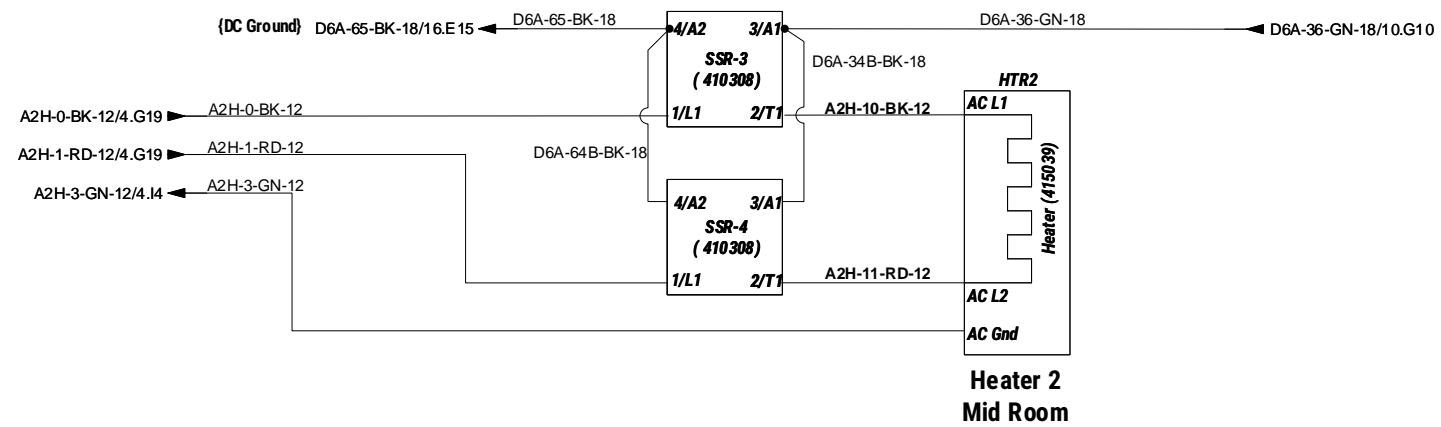 D6A-65-BK-18
D6A-36-GN-18
{DC Ground} D6A-65-BK-18/16.E15
4/A2 3/A1
D6A-36-GN-18/10.G10
SSR-3
( 410308)
D6A-34B-BK-18
HTR2
A2H-0-BK-12/4.G19
A2H-0-BK-12
1/L1 2/T1
A2H-10-BK-12
AC L1
A2H-1-RD-12/4.G19
A2H-1-RD-12
D6A-64B-BK-18
Heater (415039)
A2H-3-GN-12/4.I4
A2H-3-GN-12
4/A2 3/A1
SSR-4
( 410308)
1/L1 2/T1
A2H-11-RD-12
AC L2
AC Gnd
Heater 2
Mid Room